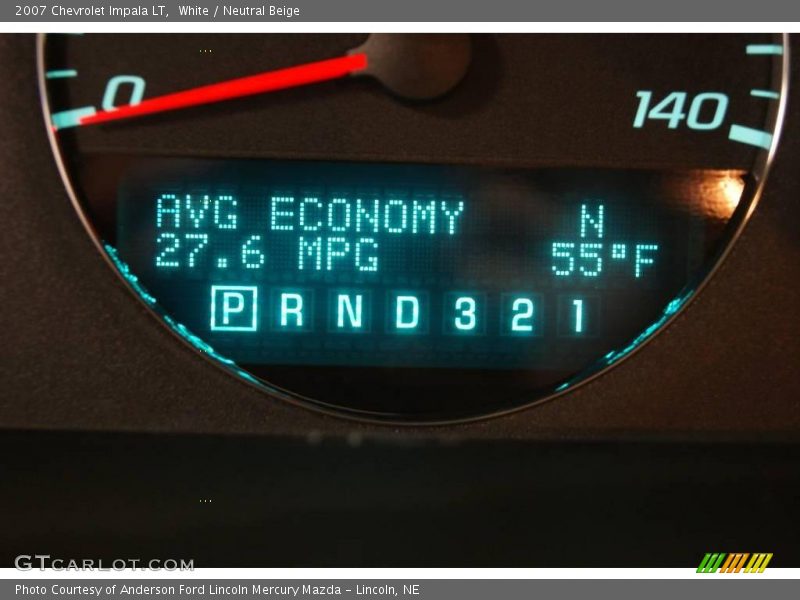 2007 Chevrolet Impala LT,  White / Neutral Beige
0
140
AVG ECONOMY N
27.6 MPG 55°F
P R N D 3 2 1
GTCARLOT.COM
Photo Courtesy of Anderson Ford Lincoln Mercury Mazda – Lincoln, NE